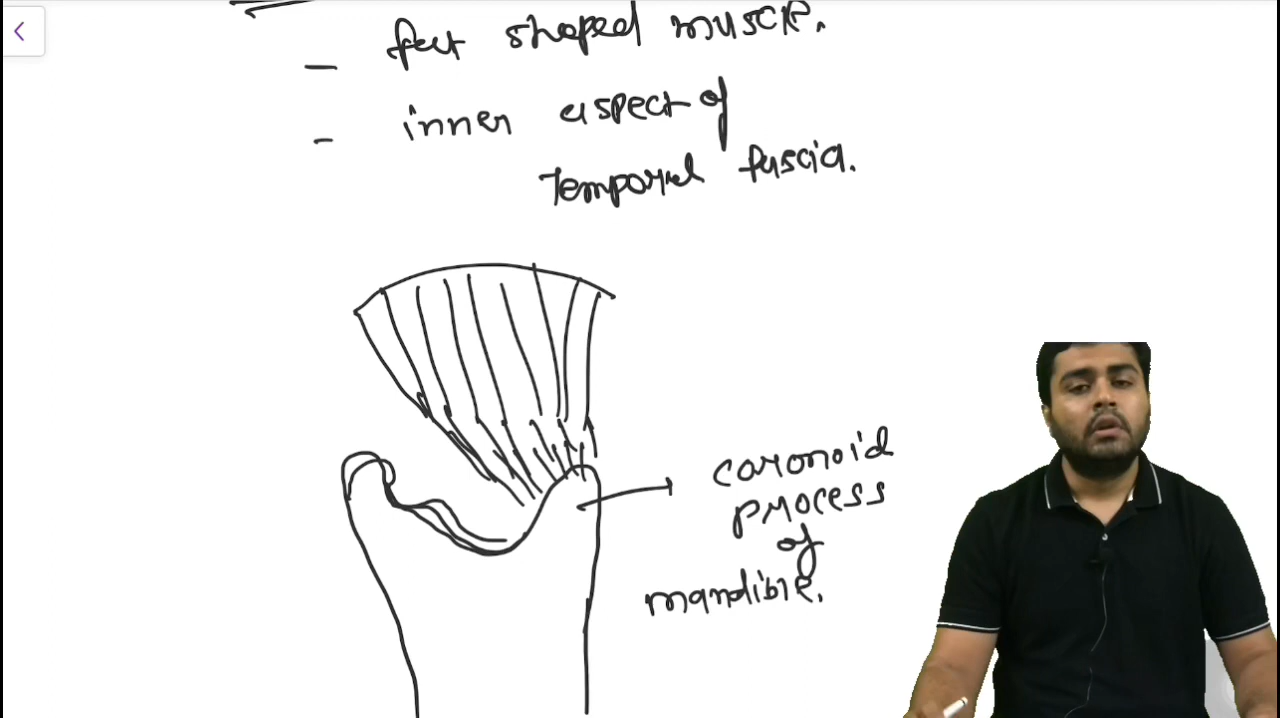 - fan shaped muscle.
- inner aspect of
Temporal fascia.
coronoid
process
of
mandible.